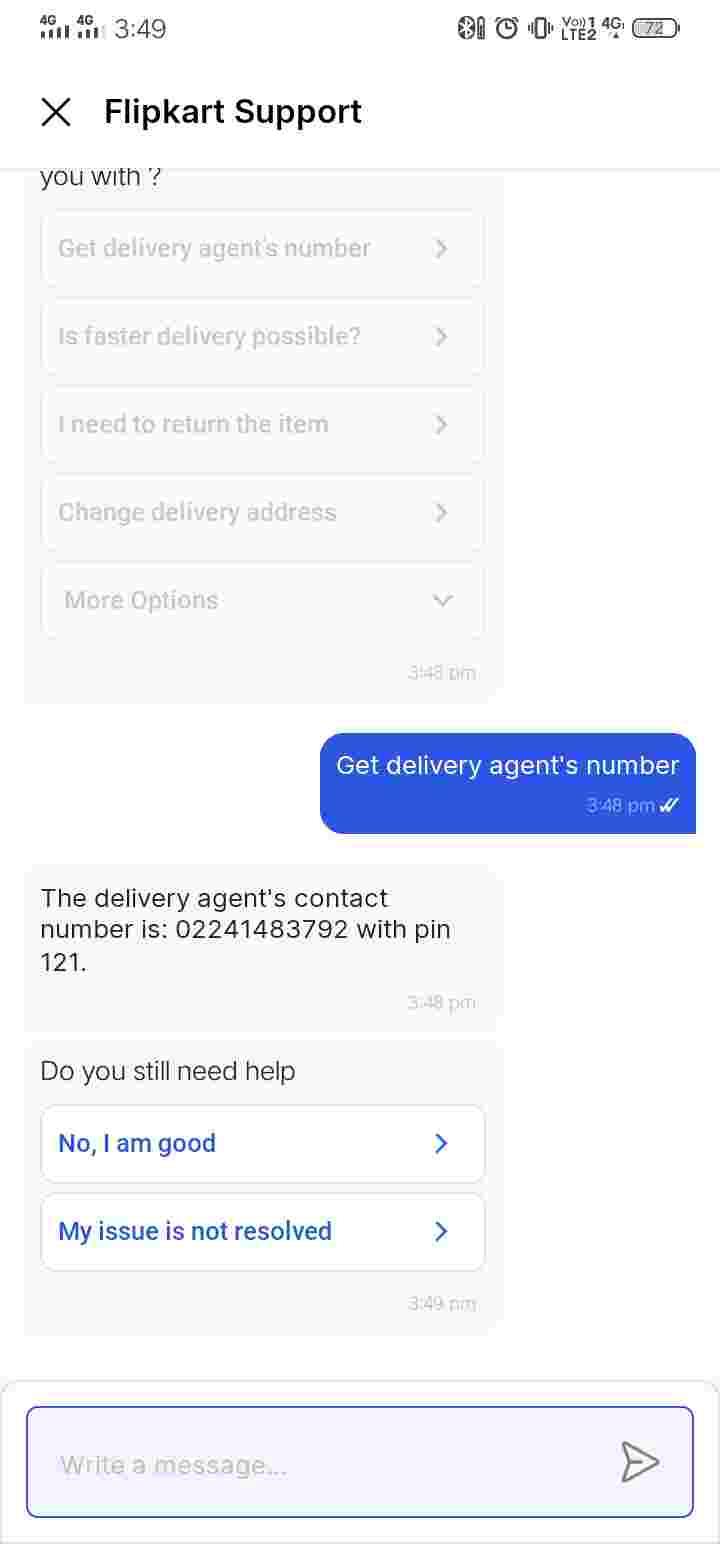 4G 4G 3:49 Vo)) 1 LTE2 4G 72
Flipkart Support
you with ?
Get delivery agent's number
Is faster delivery possible?
I need to return the item
Change delivery address
More Options
3:48 pm
Get delivery agent's number
3:48 pm
The delivery agent's contact
number is: 02241483792 with pin
121.
3:48 pm
Do you still need help
No, I am good
My issue is not resolved
3:49 pm
Write a message...